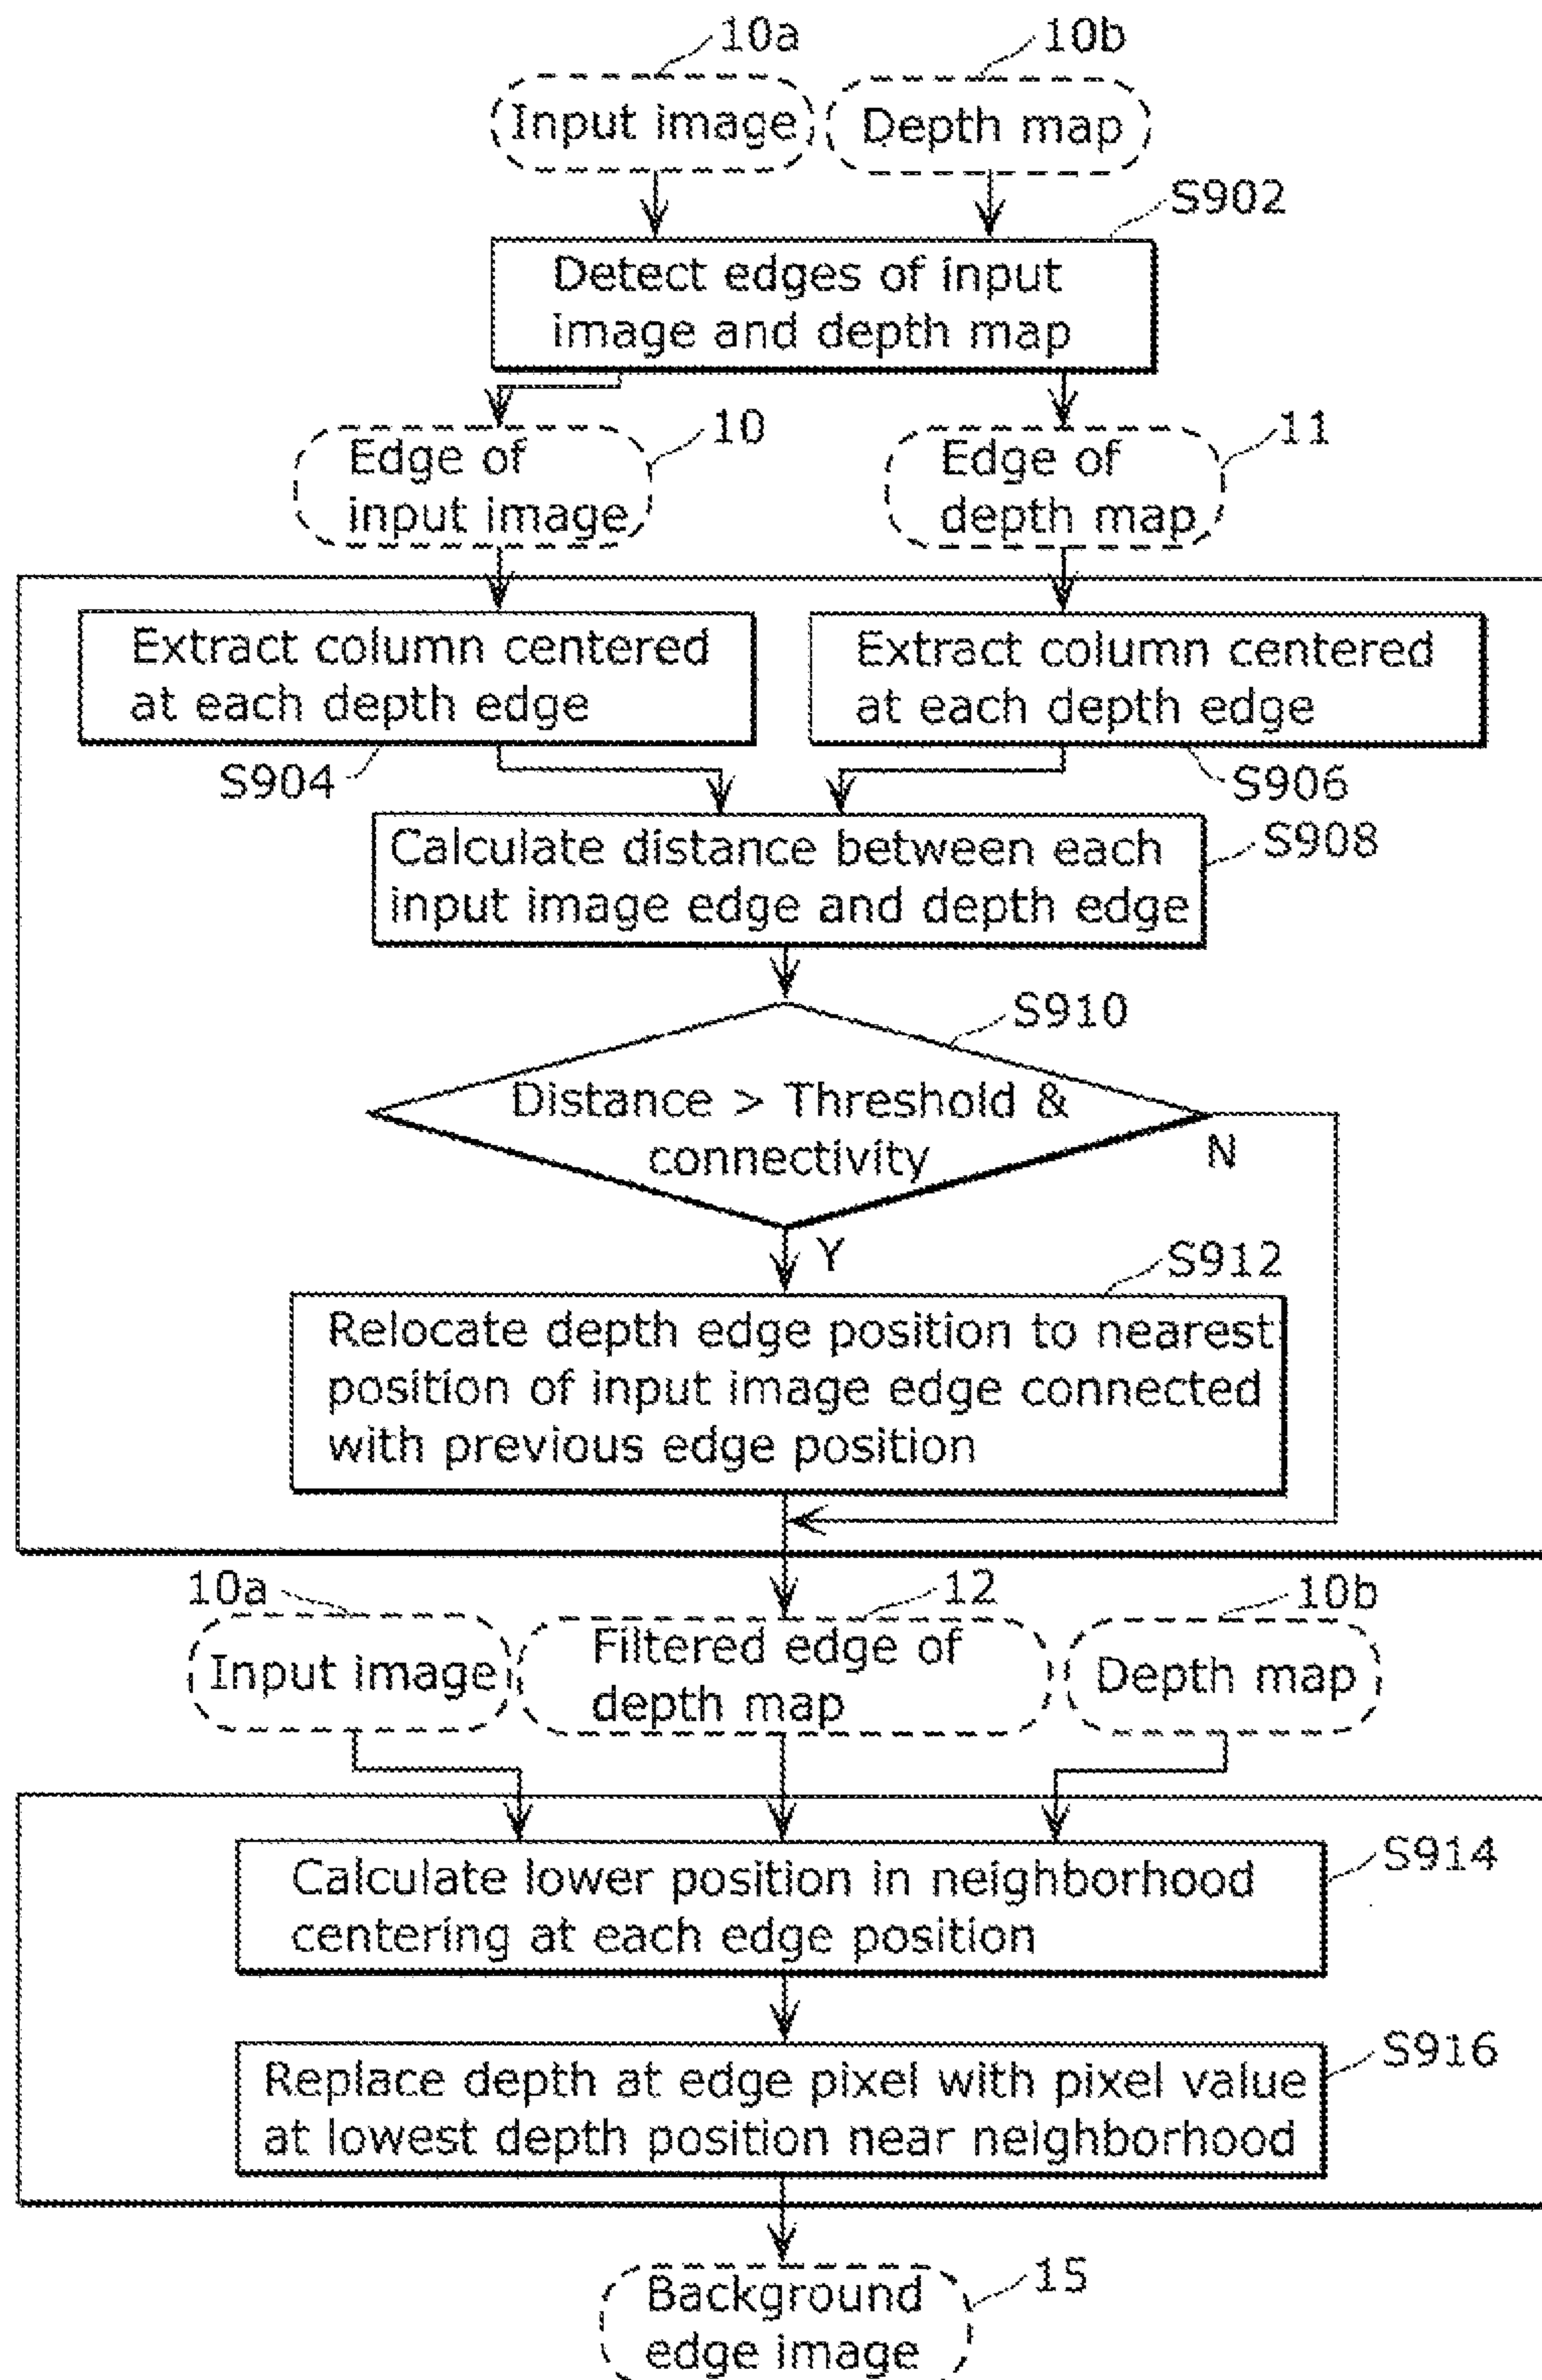 10a
10b
Input image
Depth map
S902
Detect edges of input
image and depth map
10
11
Edge of
input image
Edge of
depth map
Extract column centered
at each depth edge
Extract column centered
at each depth edge
S904
S906
Calculate distance between each
input image edge and depth edge
S908
S910
Distance > Threshold &
connectivity
N
Y
S912
Relocate depth edge position to nearest
position of input image edge connected
with previous edge position
10a
12
10b
Input image
Filtered edge of
depth map
Depth map
S914
Calculate lower position in neighborhood
centering at each edge position
S916
Replace depth at edge pixel with pixel value
at lowest depth position near neighborhood
15
Background
edge image